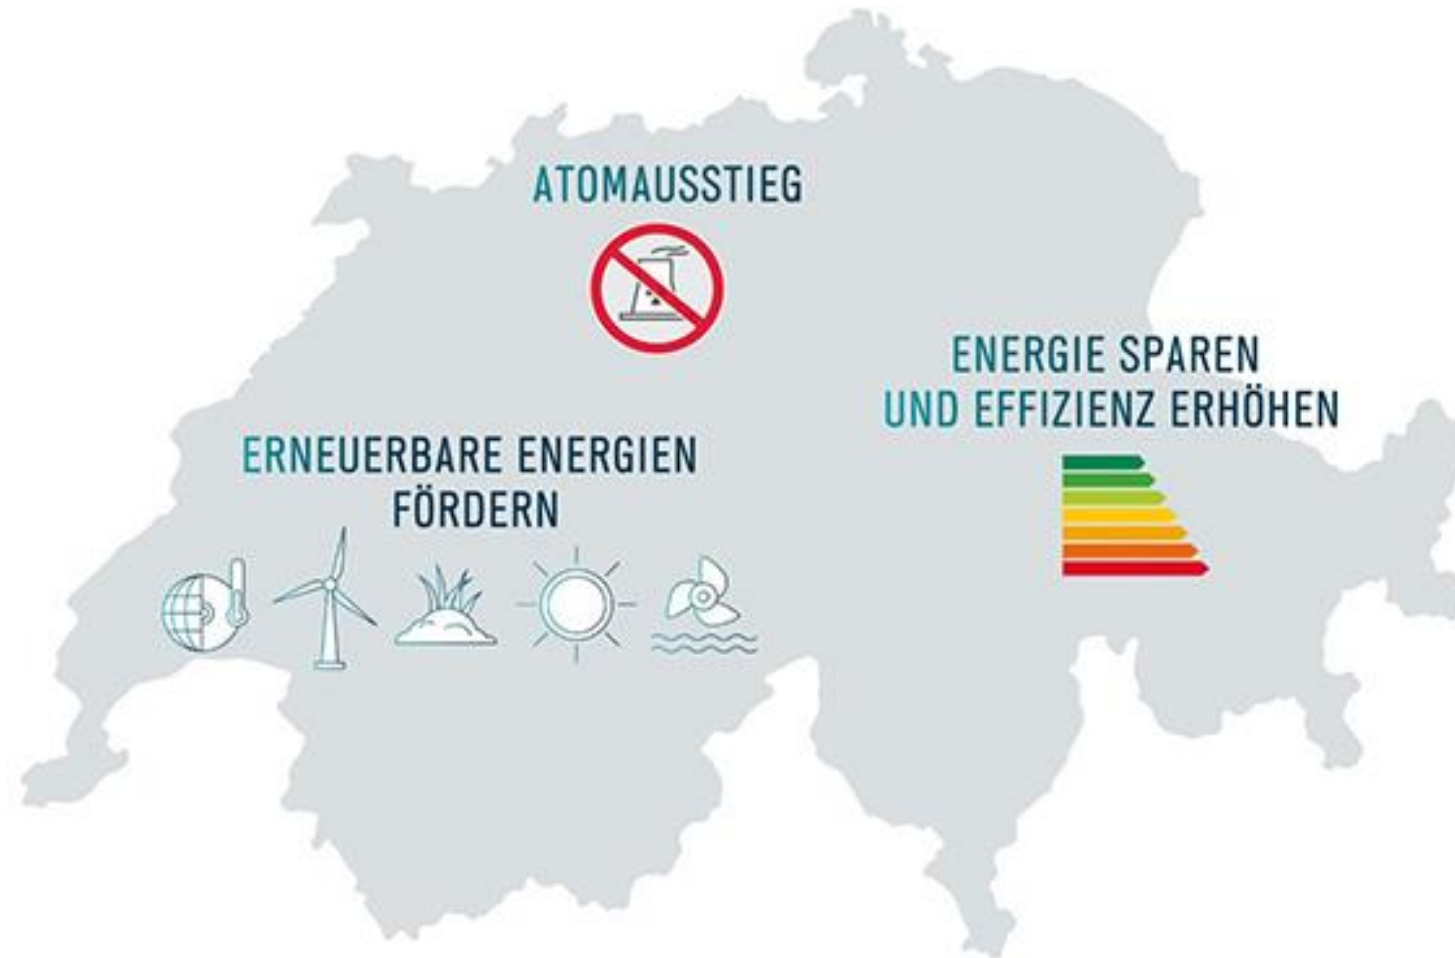 ATOMAUSSTIEG
ENERGIE SPAREN
UND EFFIZIENZ ERHÖHEN
ERNEUERBARE ENERGIEN
FÖRDERN